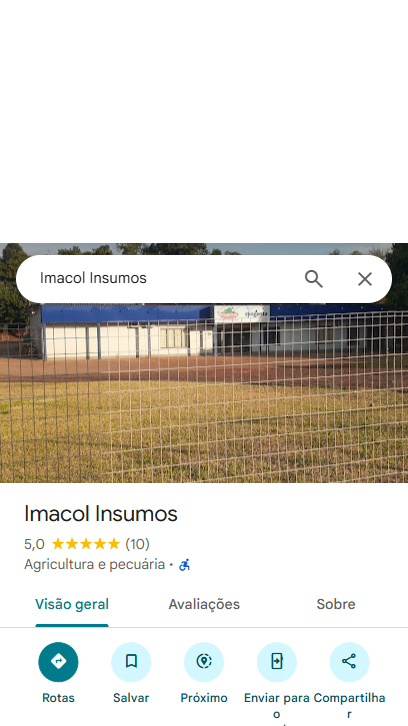 Imacol Insumos
Imacol Insumos
5,0 (10)
Agricultura e pecuária ·
Visão geral Avaliações Sobre
Rotas Salvar Próximo Enviar para o Compartilhar